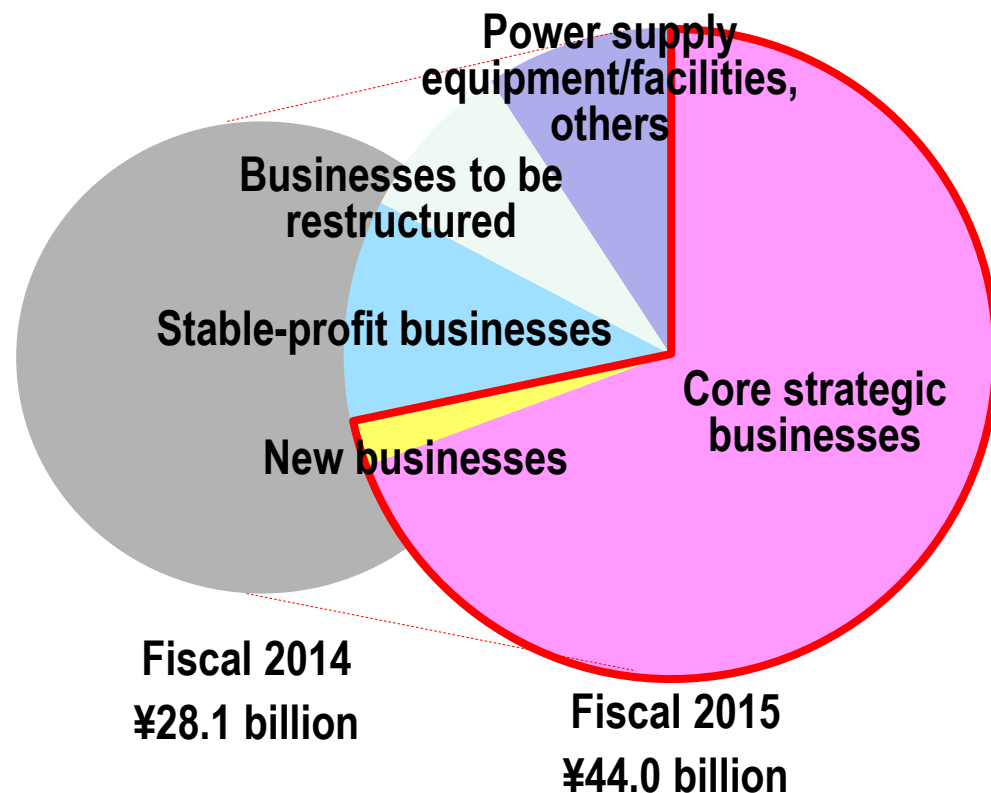 Power supply
equipment/facilities,
others
Businesses to be
restructured
Stable-profit businesses
Core strategic
businesses
New businesses
Fiscal 2014
¥28.1 billion
Fiscal 2015
¥44.0 billion